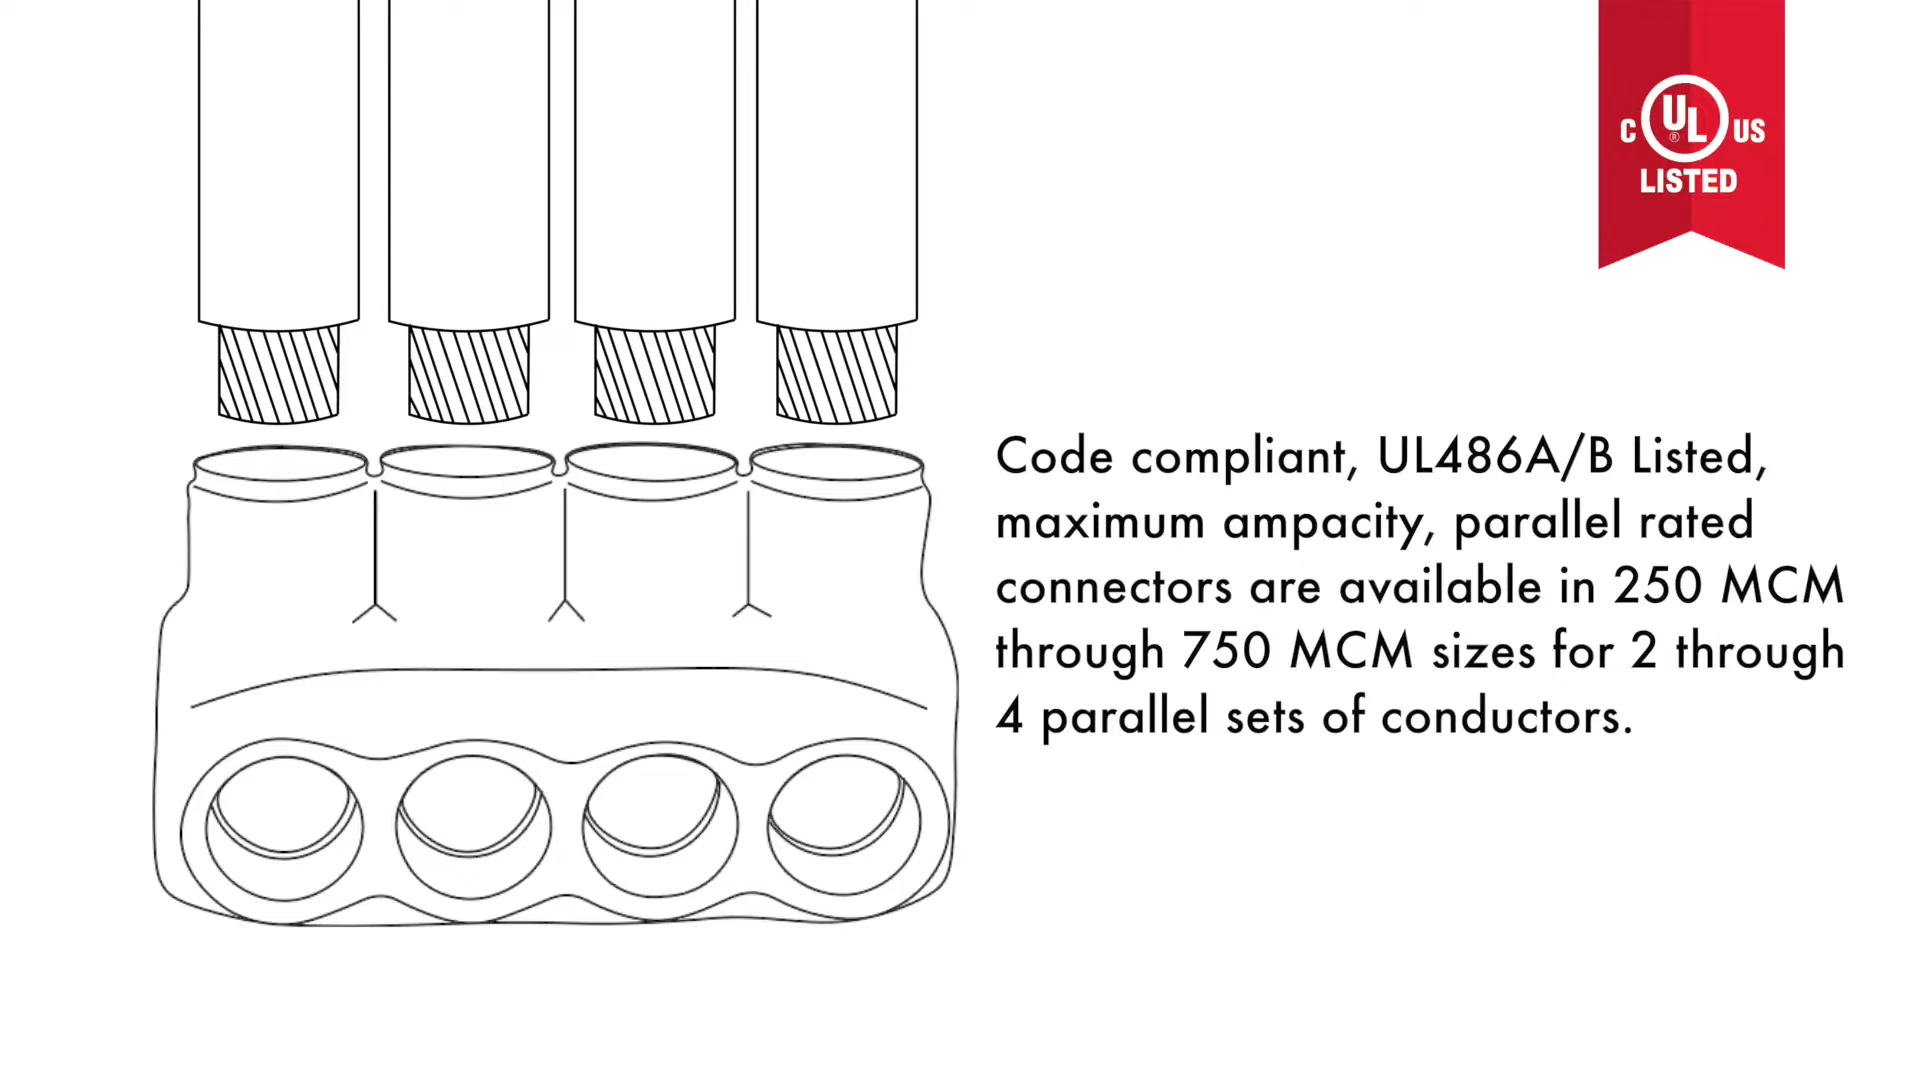 C UL® US
LISTED
Code compliant, UL486A/B Listed,
maximum ampacity, parallel rated
connectors are available in 250 MCM
through 750 MCM sizes for 2 through
4 parallel sets of conductors.